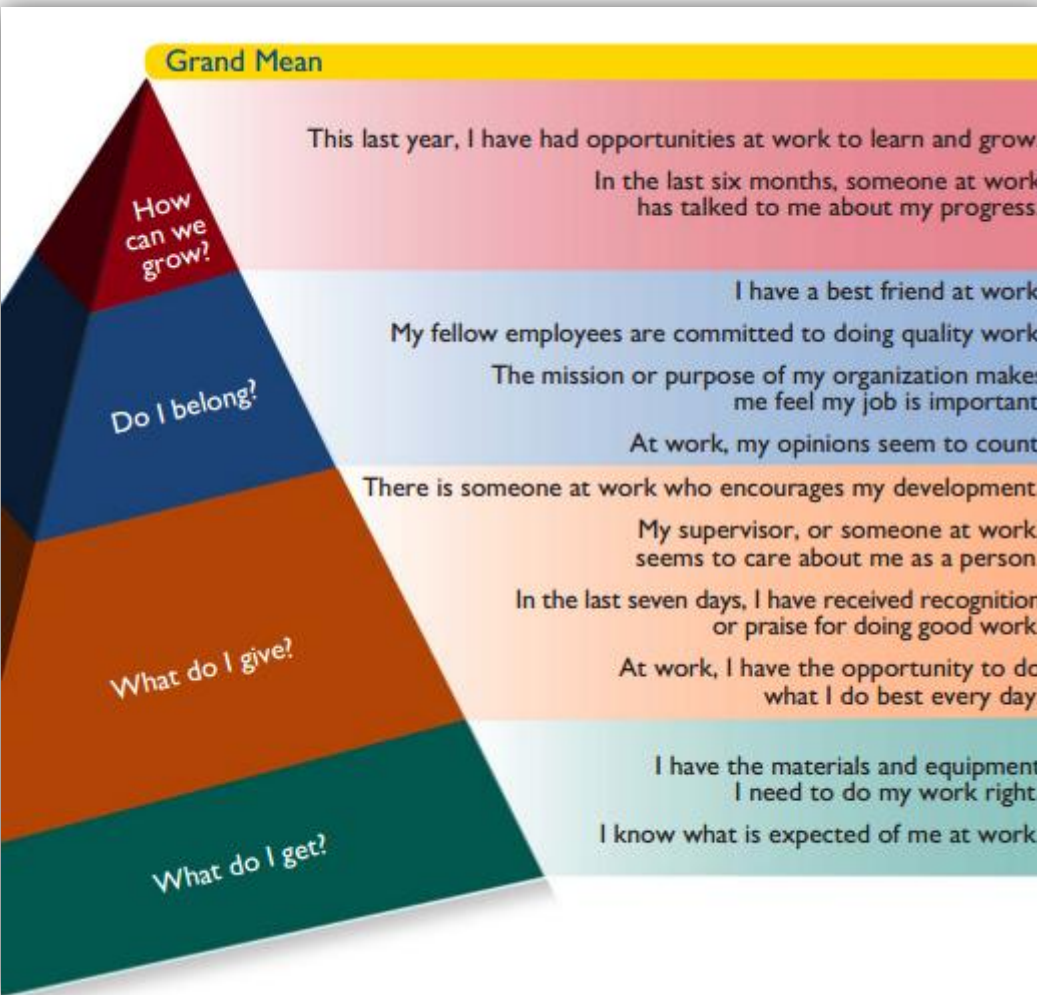 Grand Mean
How
can we
grow?
This last year, I have had opportunities at work to learn and grow.
In the last six months, someone at work
has talked to me about my progress
Do I belong?
I have a best friend at work
My fellow employees are committed to doing quality work
The mission or purpose of my organization makes
me feel my job is important
At work, my opinions seem to count
What do I give?
There is someone at work who encourages my development
My supervisor, or someone at work
seems to care about me as a person
In the last seven days, I have received recognition
or praise for doing good work
At work, I have the opportunity to do
what I do best every day
What do I get?
I have the materials and equipment
I need to do my work right
I know what is expected of me at work